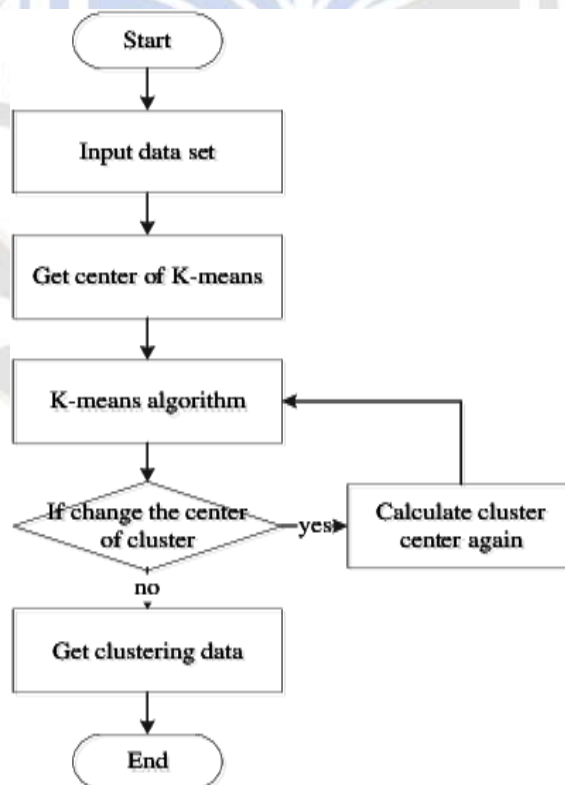 Start
Input data set
Get center of K-means
K-means algorithm
If change the center
of cluster
yes
Calculate cluster
center again
no
Get clustering data
End